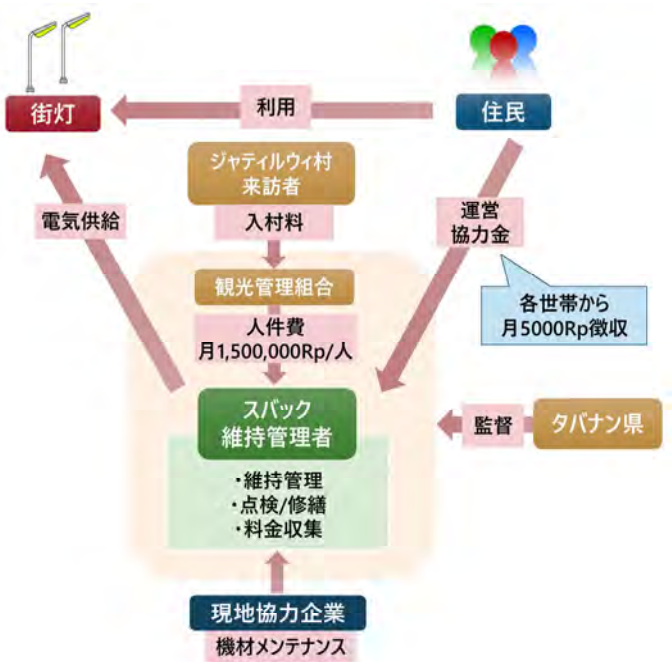 街灯
利用
住民
ジャティルウィ村
来訪者
電気供給
入村料
運営
協力金
観光管理組合
各世帯から
月5000Rp徴収
人件費
月1,500,000Rp/人
スバック
維持管理者
監督
タバナン県
・維持管理
・点検/修繕
・料金収集
現地協力企業
機材メンテナンス